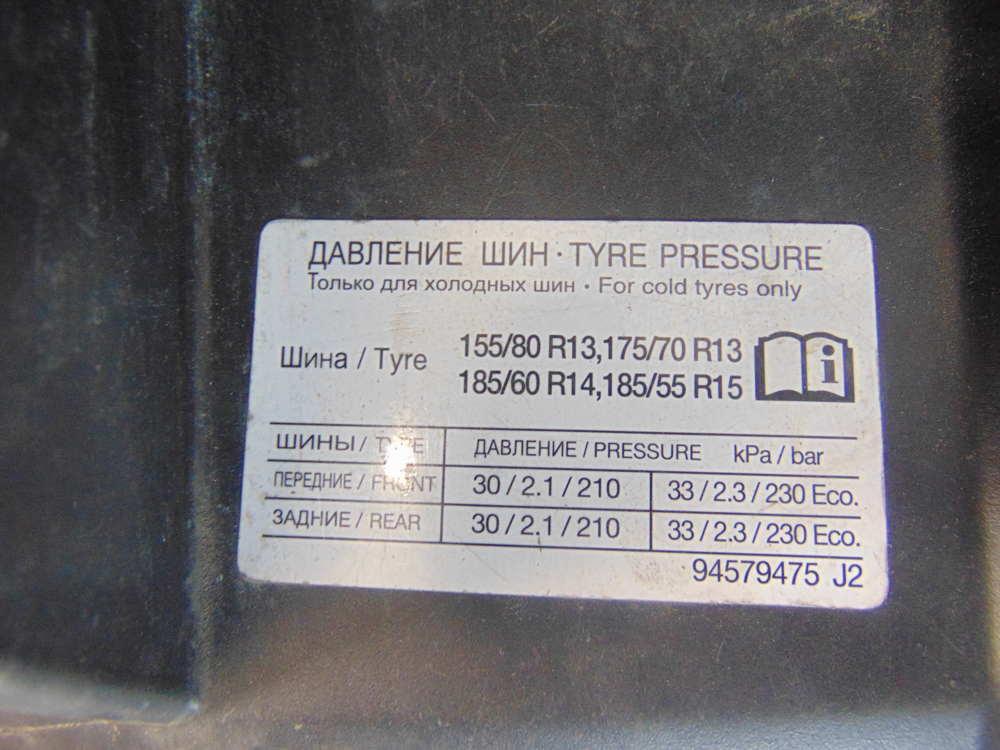 ДАВЛЕНИЕ ШИН · TYRE PRESSURE
Только для холодных шин · For cold tyres only
Шина / Tyre
155/80 R13,175/70 R13
185/60 R14,185/55 R15
ШИНЫ / TYRE ДАВЛЕНИЕ / PRESSURE kPa / bar
ПЕРЕДНИЕ / FRONT 30 / 2.1 / 210 33 / 2.3 / 230 Eco.
ЗАДНИЕ / REAR 30 / 2.1 / 210 33 / 2.3 / 230 Eco.
94579475 J2